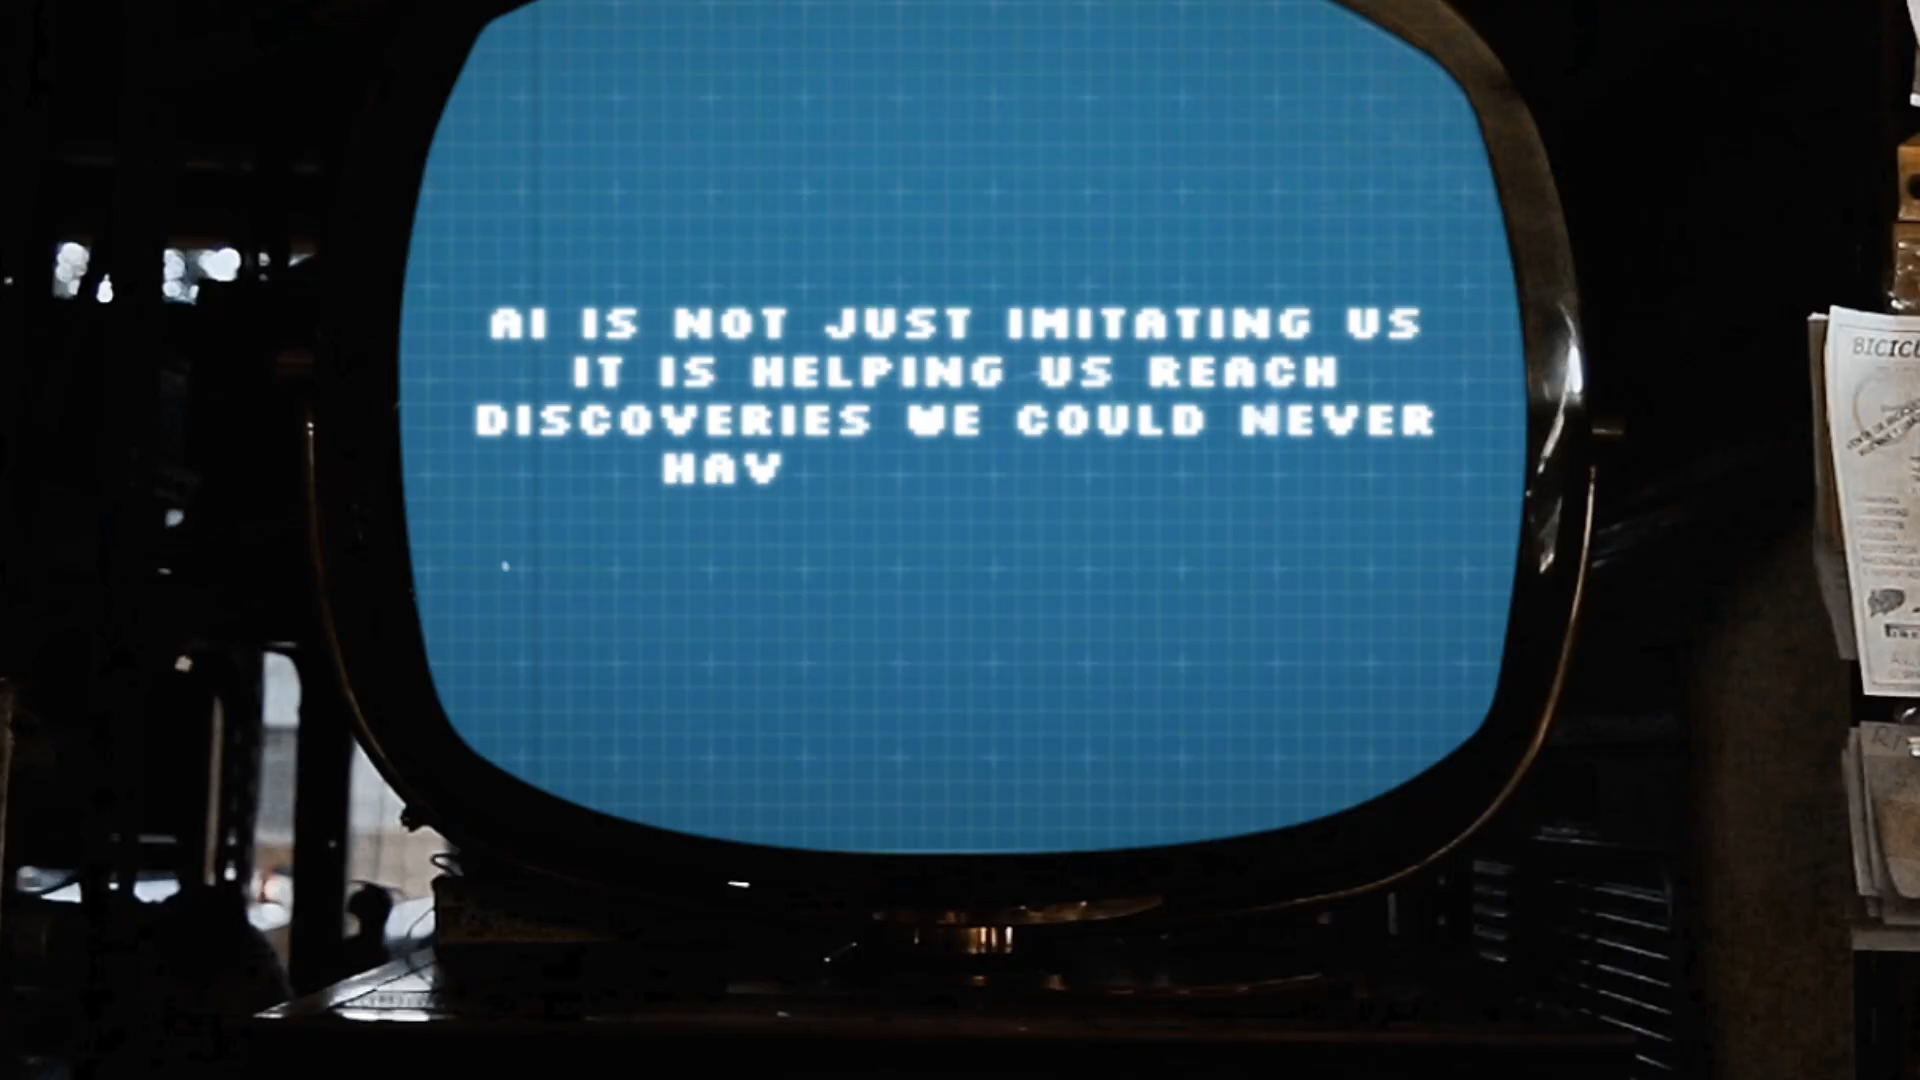 AI IS NOT JUST IMITATING US
IT IS HELPING US REACH
DISCOVERIES WE COULD NEVER
HAV